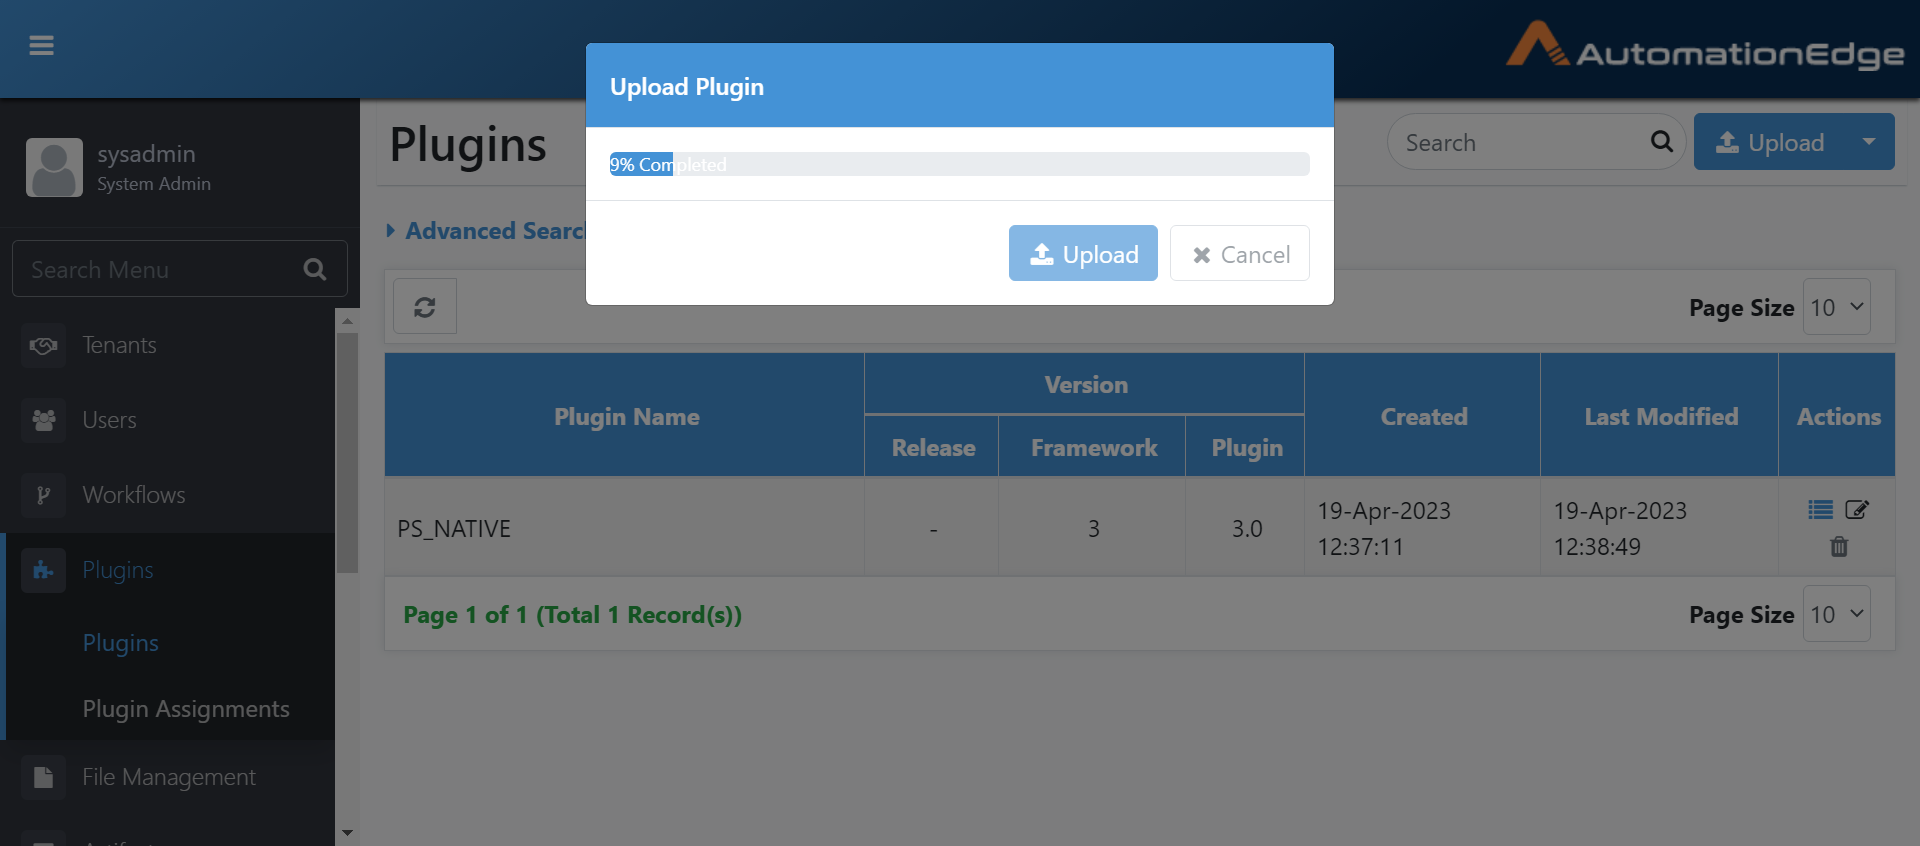 AutomationEdge
Upload Plugin
9% Completed
Upload
Cancel
sysadmin
System Admin
Search Menu
Tenants
Users
Workflows
Plugins
Plugins
Plugin Assignments
File Management
Plugins
Search
Upload
Advanced Search
Page Size 10
Plugin Name
Version
Release
Framework
Plugin
Created
Last Modified
Actions
PS_NATIVE
-
3
3.0
19-Apr-2023
12:37:11
19-Apr-2023
12:38:49
Page 1 of 1 (Total 1 Record(s))
Page Size 10